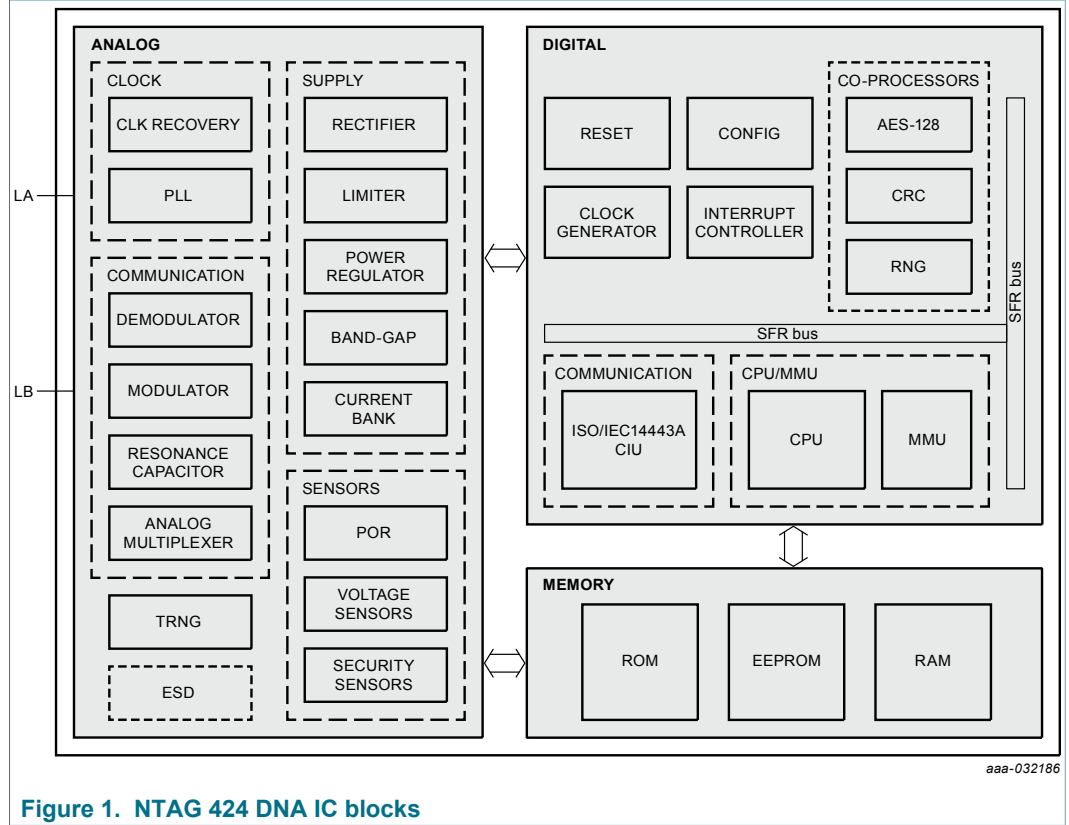 ANALOG
CLOCK
CLK RECOVERY
PLL
COMMUNICATION
DEMODULATOR
MODULATOR
RESONANCE
CAPACITOR
ANALOG
MULTIPLEXER
TRNG
ESD
SUPPLY
RECTIFIER
LIMITER
POWER
REGULATOR
BAND-GAP
CURRENT
BANK
SENSORS
POR
VOLTAGE
SENSORS
SECURITY
SENSORS
LA
LB
DIGITAL
RESET
CONFIG
CLOCK
GENERATOR
INTERRUPT
CONTROLLER
CO-PROCESSORS
AES-128
CRC
RNG
SFR bus
SFR bus
COMMUNICATION
ISO/IEC14443A
CIU
CPU/MMU
CPU
MMU
MEMORY
ROM
EEPROM
RAM
aaa-032186
Figure 1. NTAG 424 DNA IC blocks